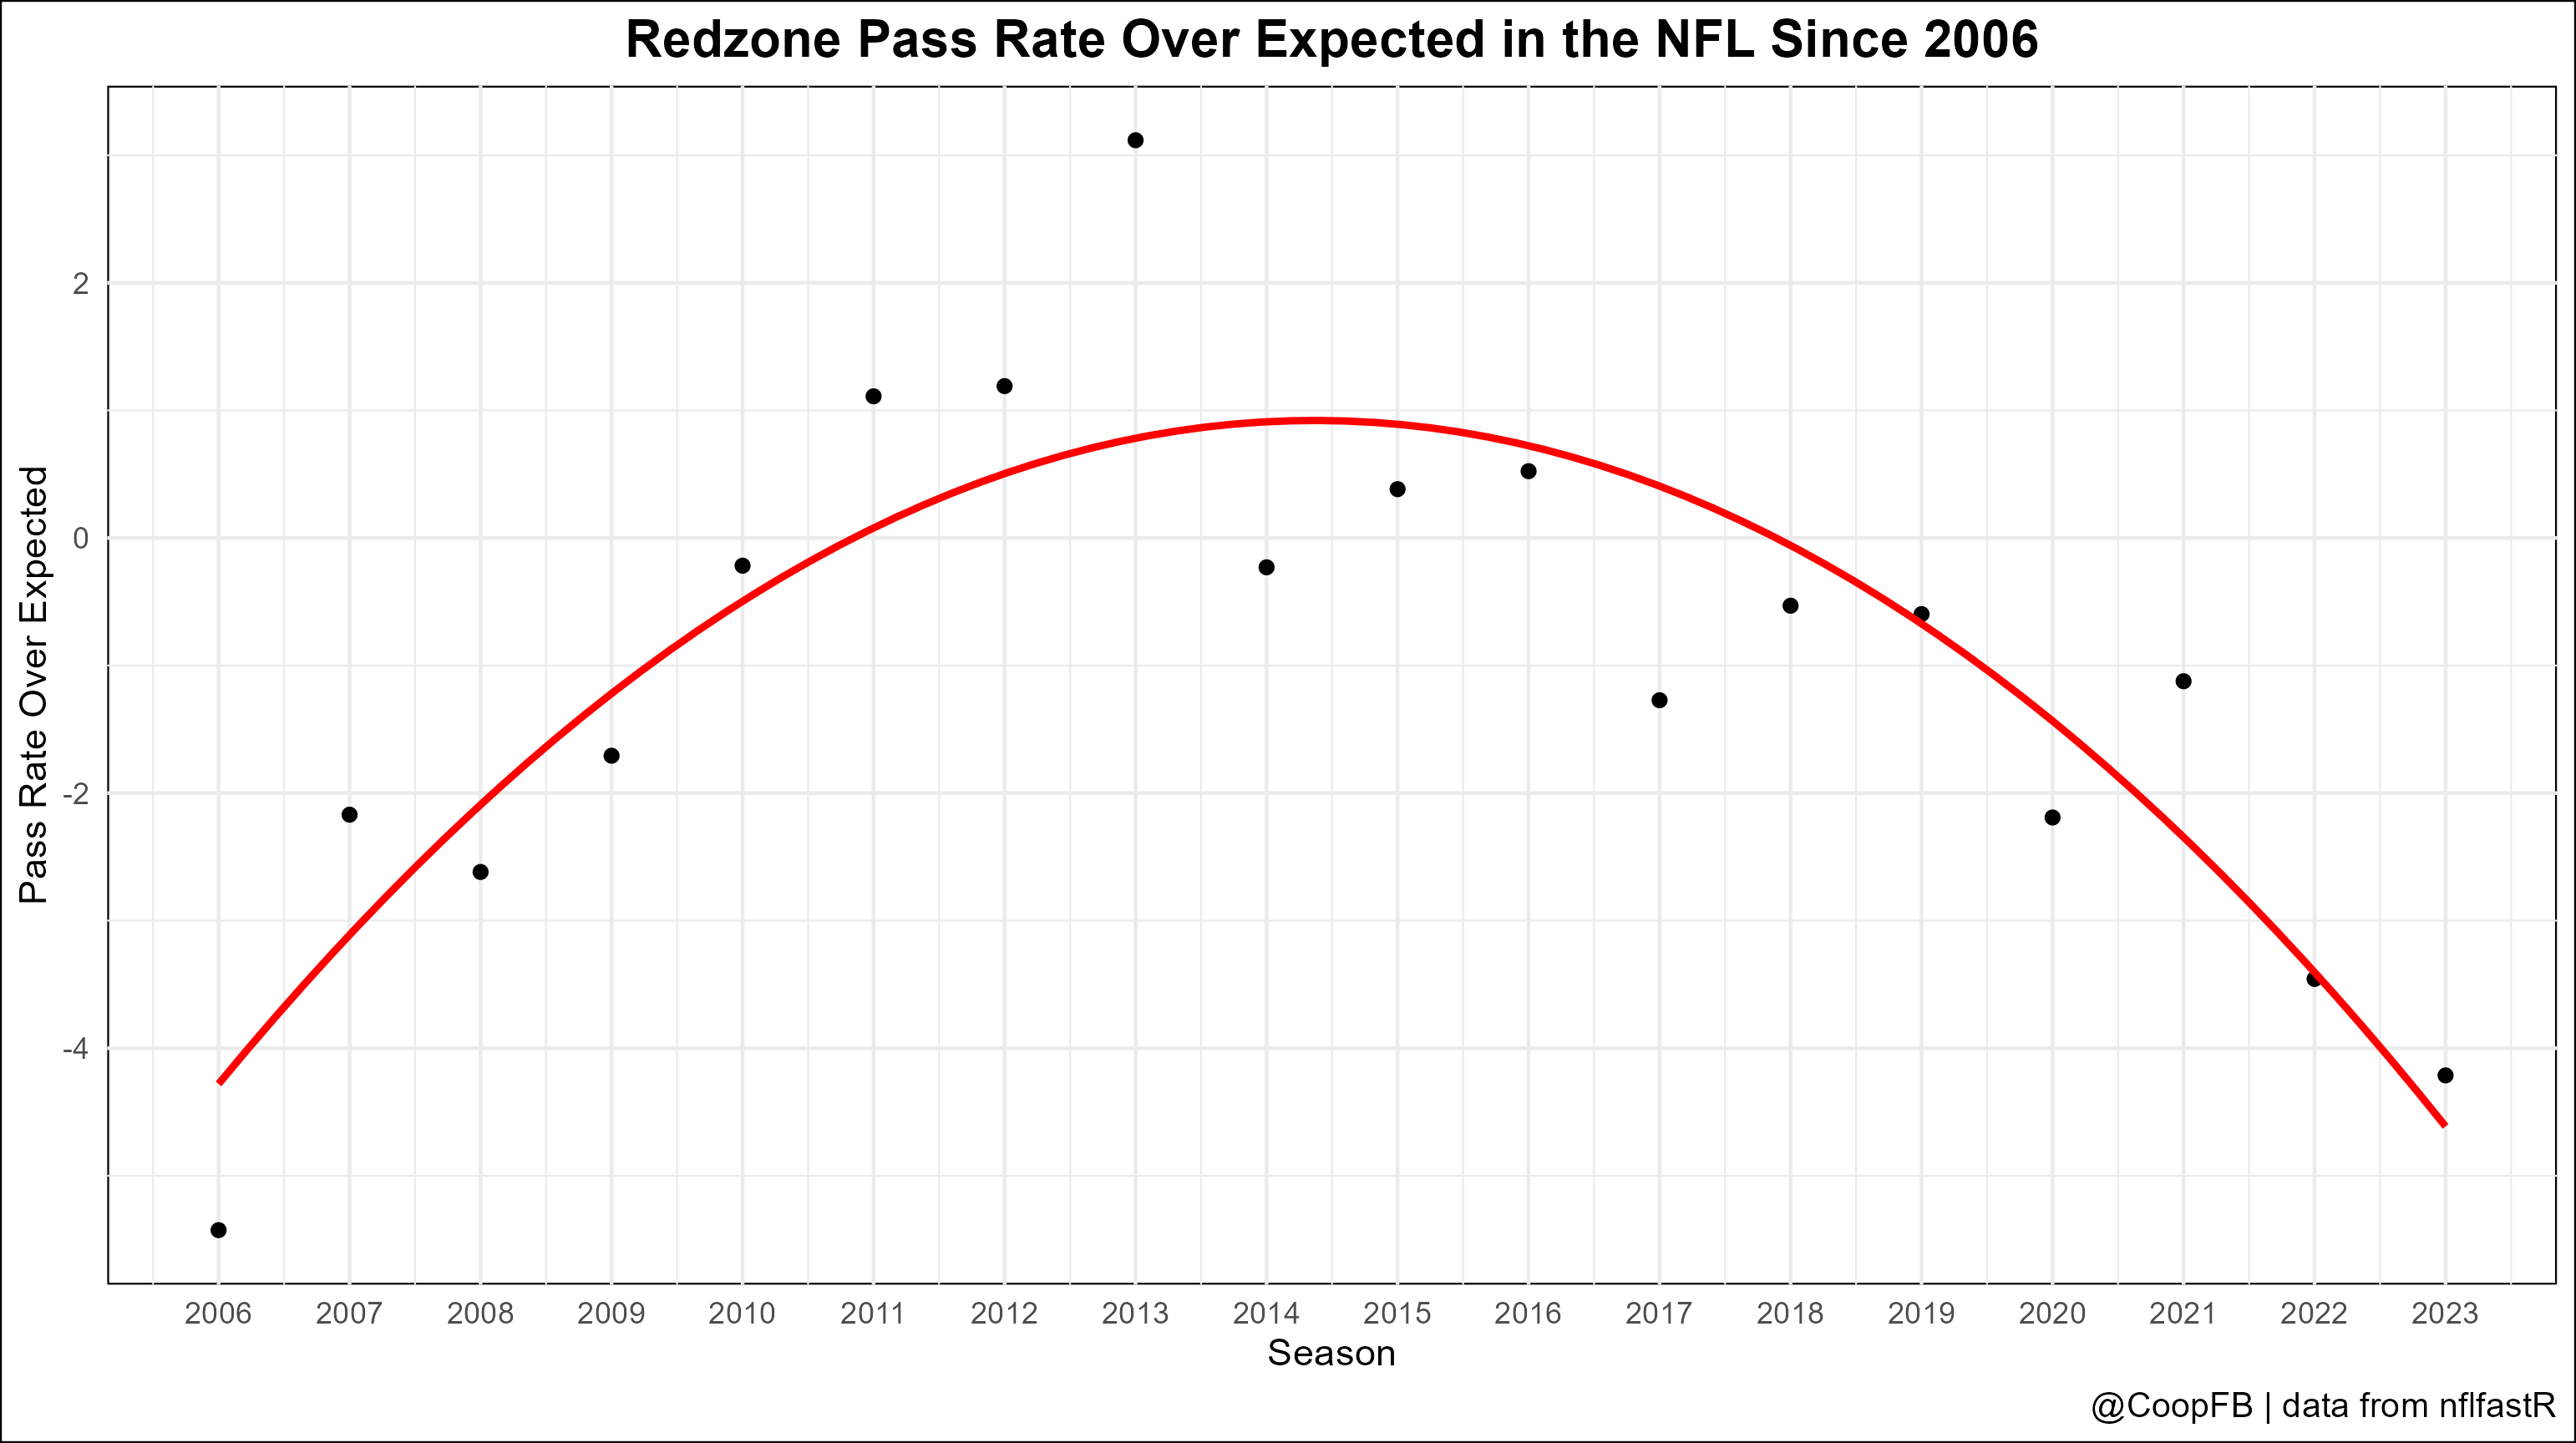 Redzone Pass Rate Over Expected in the NFL Since 2006
Pass Rate Over Expected
2
0
-2
-4
2006 2007 2008 2009 2010 2011 2012 2013 2014 2015 2016 2017 2018 2019 2020 2021 2022 2023
Season
@CoopFB | data from nflfastR